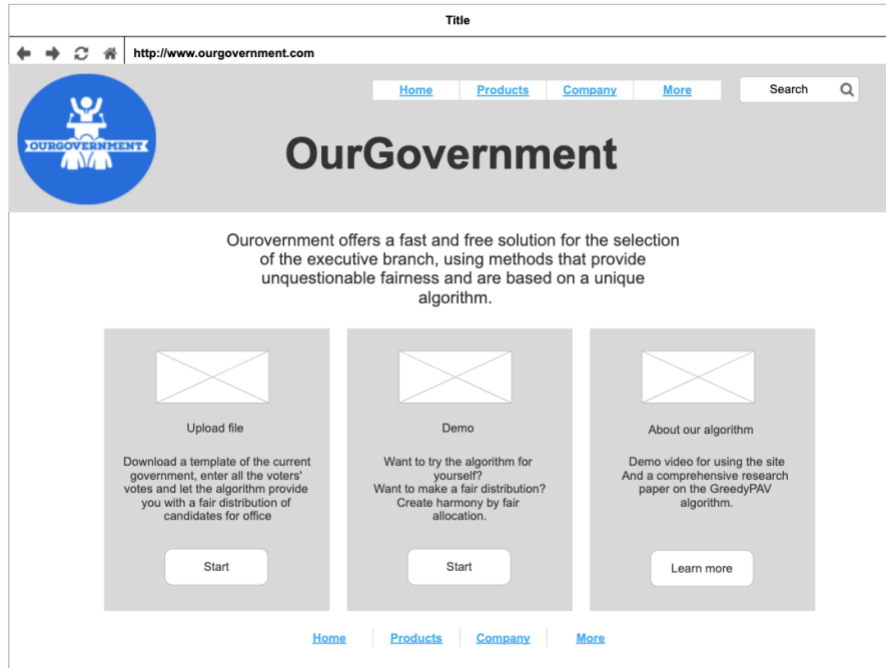 Title
http://www.ourgovernment.com
Home Products Company More Search
OURGOVERNMENT
OurGovernment
Ourovernment offers a fast and free solution for the selection
of the executive branch, using methods that provide
unquestionable fairness and are based on a unique
algorithm.
Upload file
Download a template of the current
government, enter all the voters'
votes and let the algorithm provide
you with a fair distribution of
candidates for office
Start
Demo
Want to try the algorithm for
yourself?
Want to make a fair distribution?
Create harmony by fair
allocation.
Start
About our algorithm
Demo video for using the site
And a comprehensive research
paper on the GreedyPAV
algorithm.
Learn more
Home Products Company More